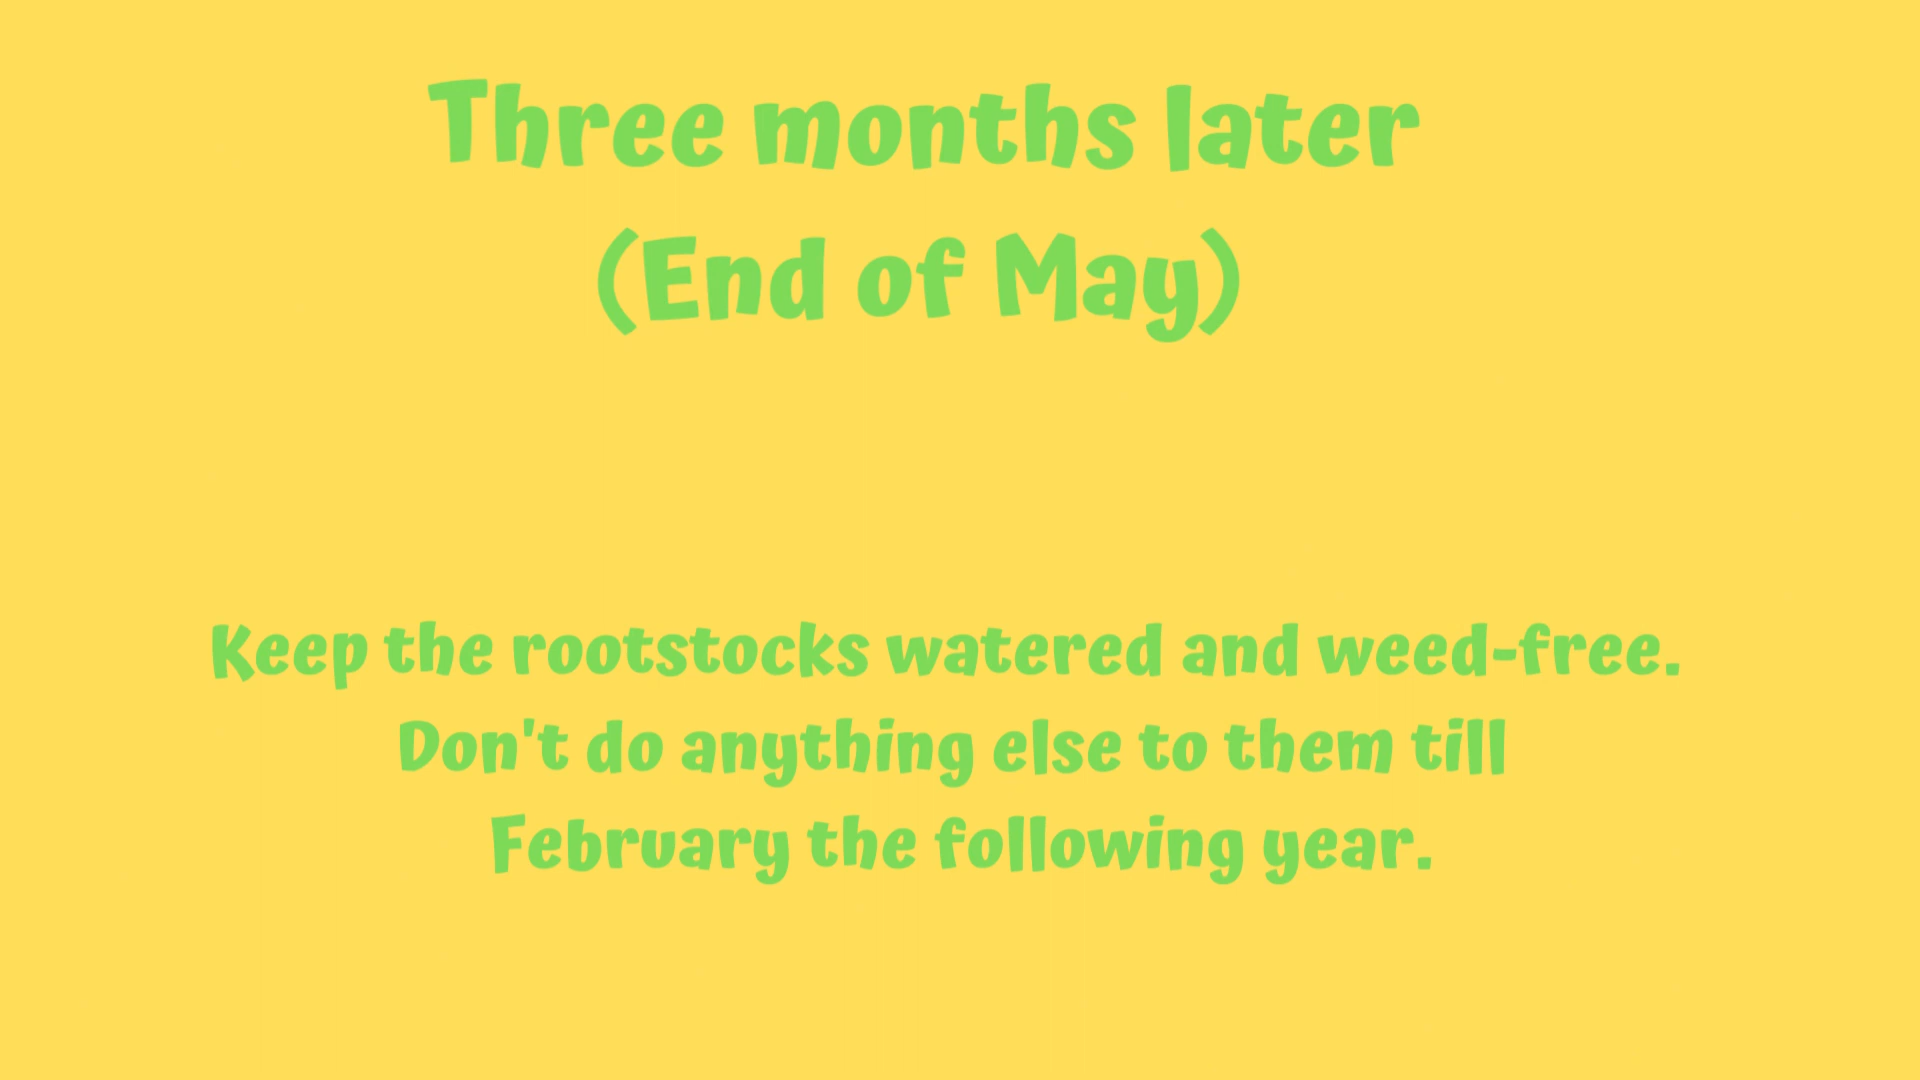 Three months later
(End of May)
Keep the rootstocks watered and weed-free.
Don't do anything else to them till
February the following year.